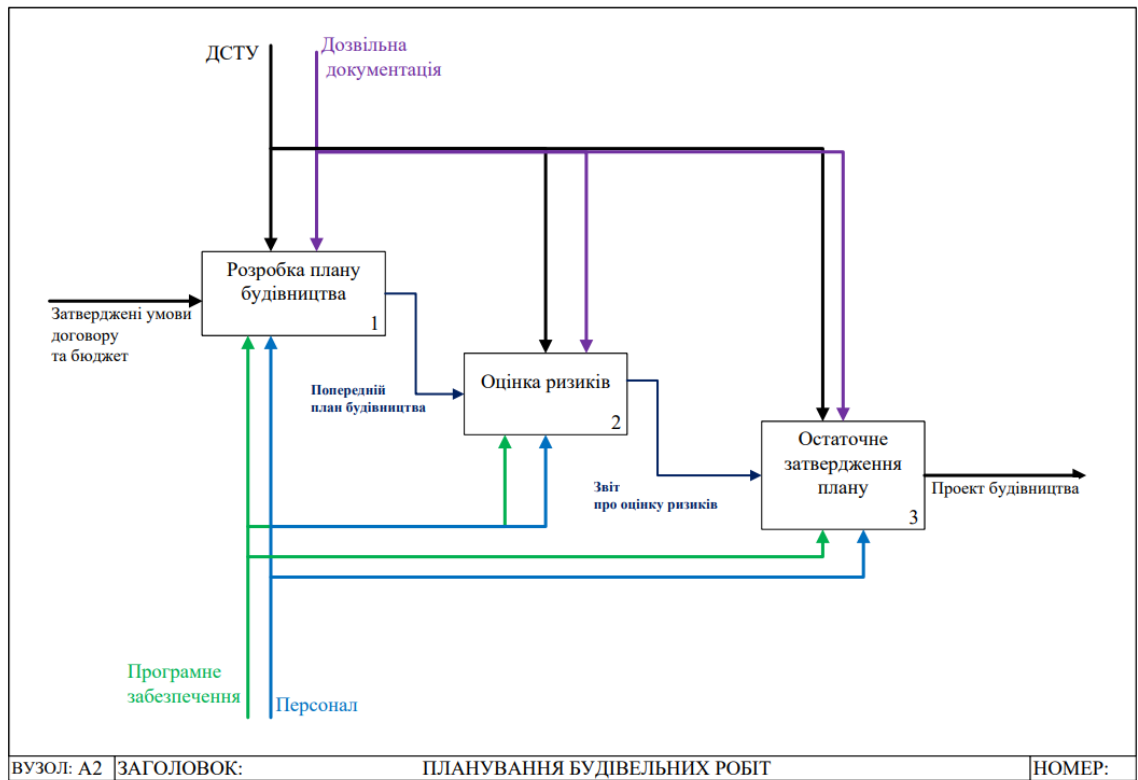 ДСТУ
Дозвільна
документація
Розробка плану
будівництва
1
Затверджені умови
договору
та бюджет
Попередній
план будівництва
Оцінка ризиків
2
Звіт
про оцінку ризиків
Остаточне
затвердження
плану
3
Проект будівництва
Програмне
забезпечення
Персонал
ВУЗОЛ: А2 ЗАГОЛОВОК: ПЛАНУВАННЯ БУДІВЕЛЬНИХ РОБІТ НОМЕР: